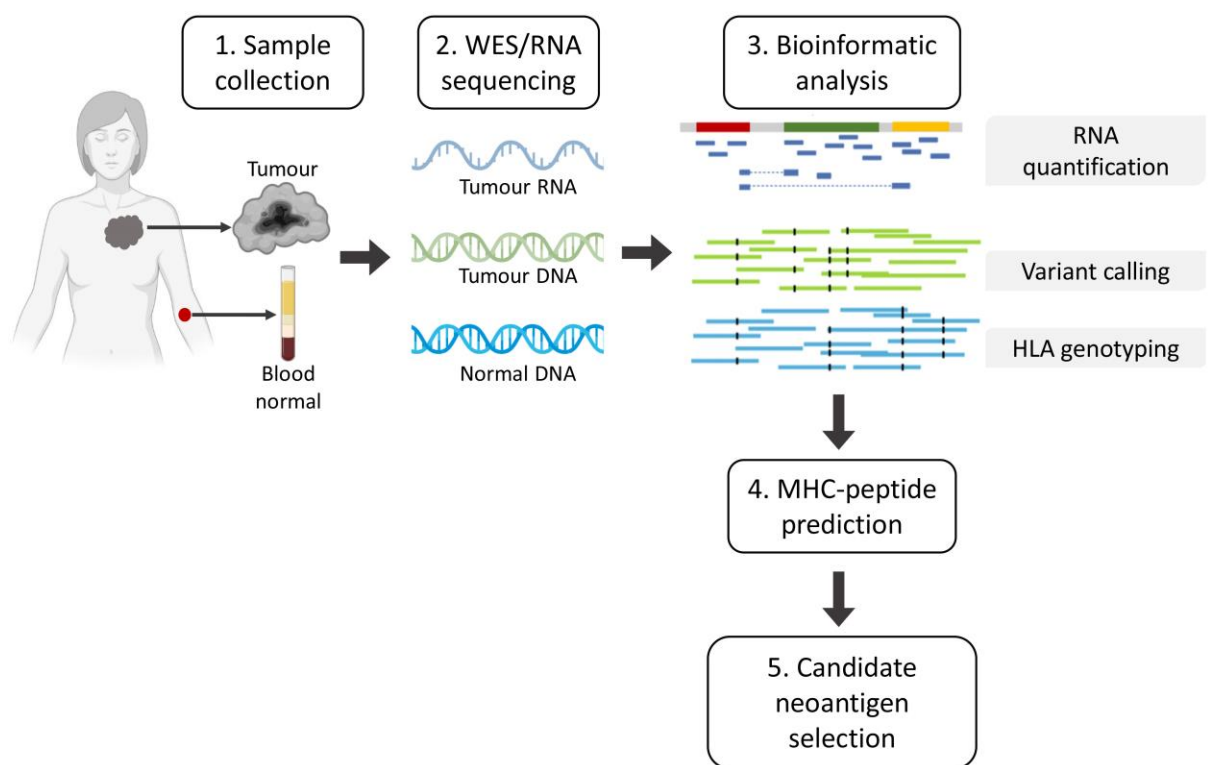 1. Sample
collection
2. WES/RNA
sequencing
3. Bioinformatic
analysis
Tumour
Blood
normal
Tumour RNA
Tumour DNA
Normal DNA
RNA
quantification
Variant calling
HLA genotyping
4. MHC-peptide
prediction
5. Candidate
neoantigen
selection